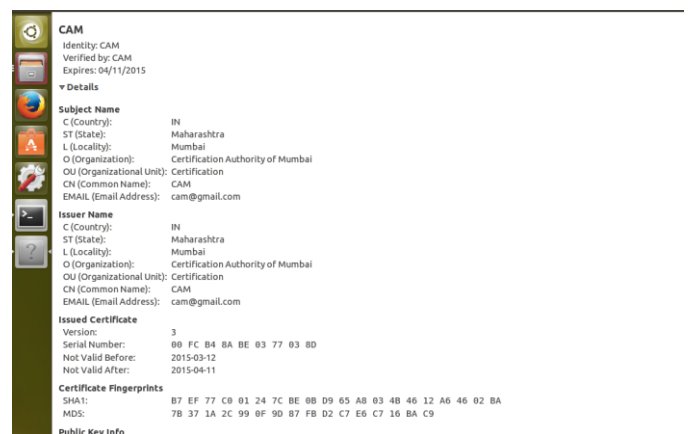 CAM
Identity: CAM
Verified by: CAM
Expires: 04/11/2015
▾ Details
Subject Name
C (Country): IN
ST (State): Maharashtra
L (Locality): Mumbai
O (Organization): Certification Authority of Mumbai
OU (Organizational Unit): Certification
CN (Common Name): CAM
EMAIL (Email Address): cam@gmail.com
Issuer Name
C (Country): IN
ST (State): Maharashtra
L (Locality): Mumbai
O (Organization): Certification Authority of Mumbai
OU (Organizational Unit): Certification
CN (Common Name): CAM
EMAIL (Email Address): cam@gmail.com
Issued Certificate
Version: 3
Serial Number: 00 FC B4 8A BE 03 77 03 8D
Not Valid Before: 2015-03-12
Not Valid After: 2015-04-11
Certificate Fingerprints
SHA1: B7 EF 77 C0 01 24 7C BE 0B D9 65 A8 03 4B 46 12 A6 46 02 BA
MD5: 7B 37 1A 2C 99 0F 9D 87 FB D2 C7 E6 C7 16 BA C9
Public Key Info